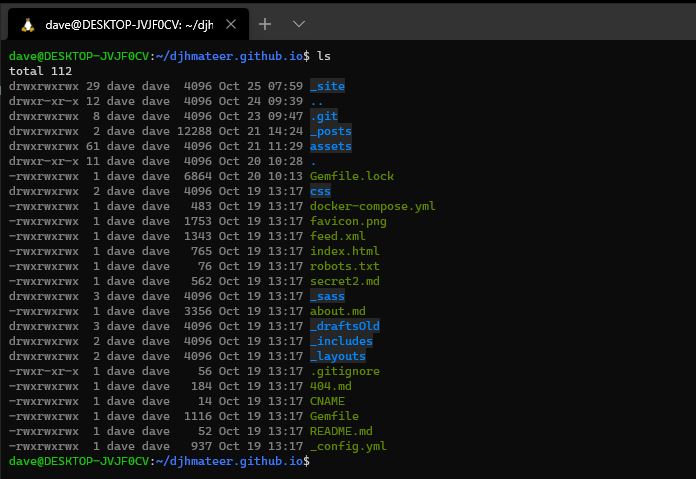 dave@DESKTOP-JVJF0CV: ~/djh
dave@DESKTOP-JVJF0CV:~/djhmateer.github.io$ ls
total 112
drwxrwxrwx 29 dave dave  4096 Oct 25 07:59 _site
drwxr-xr-x 12 dave dave  4096 Oct 24 09:39 ..
drwxrwxrwx  8 dave dave  4096 Oct 23 09:47 .git
drwxrwxrwx  2 dave dave 12288 Oct 21 14:24 _posts
drwxrwxrwx 61 dave dave  4096 Oct 21 11:29 assets
drwxr-xr-x 11 dave dave  4096 Oct 20 10:28 .
-rwxrwxrwx  1 dave dave  6864 Oct 20 10:13 Gemfile.lock
drwxrwxrwx  2 dave dave  4096 Oct 19 13:17 css
-rwxrwxrwx  1 dave dave   483 Oct 19 13:17 docker-compose.yml
-rwxrwxrwx  1 dave dave  1753 Oct 19 13:17 favicon.png
-rwxrwxrwx  1 dave dave  1343 Oct 19 13:17 feed.xml
-rwxrwxrwx  1 dave dave   765 Oct 19 13:17 index.html
-rwxrwxrwx  1 dave dave    76 Oct 19 13:17 robots.txt
-rwxrwxrwx  1 dave dave   562 Oct 19 13:17 secret2.md
drwxrwxrwx  3 dave dave  4096 Oct 19 13:17 _sass
-rwxrwxrwx  1 dave dave  3356 Oct 19 13:17 about.md
drwxrwxrwx  3 dave dave  4096 Oct 19 13:17 _draftsOld
drwxrwxrwx  2 dave dave  4096 Oct 19 13:17 _includes
drwxrwxrwx  2 dave dave  4096 Oct 19 13:17 _layouts
-rwxr-xr-x  1 dave dave    56 Oct 19 13:17 .gitignore
-rwxrwxrwx  1 dave dave   184 Oct 19 13:17 404.md
-rwxrwxrwx  1 dave dave    14 Oct 19 13:17 CNAME
-rwxrwxrwx  1 dave dave  1116 Oct 19 13:17 Gemfile
-rwxrwxrwx  1 dave dave    52 Oct 19 13:17 README.md
-rwxrwxrwx  1 dave dave   937 Oct 19 13:17 _config.yml
dave@DESKTOP-JVJF0CV:~/djhmateer.github.io$